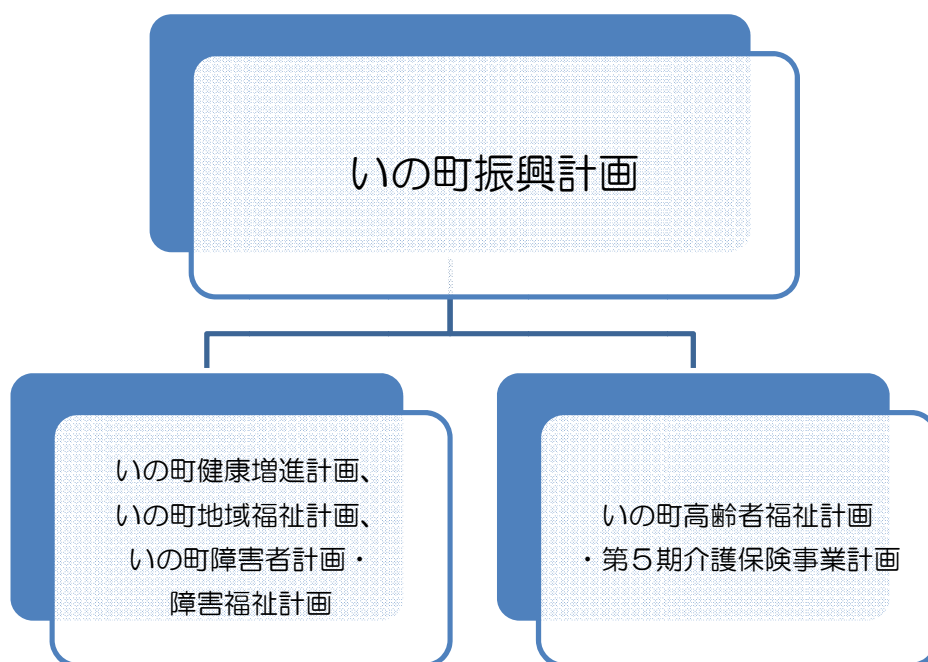 いの町振興計画
いの町健康増進計画、
いの町地域福祉計画、
いの町障害者計画・
障害福祉計画
いの町高齢者福祉計画
・第５期介護保険事業計画